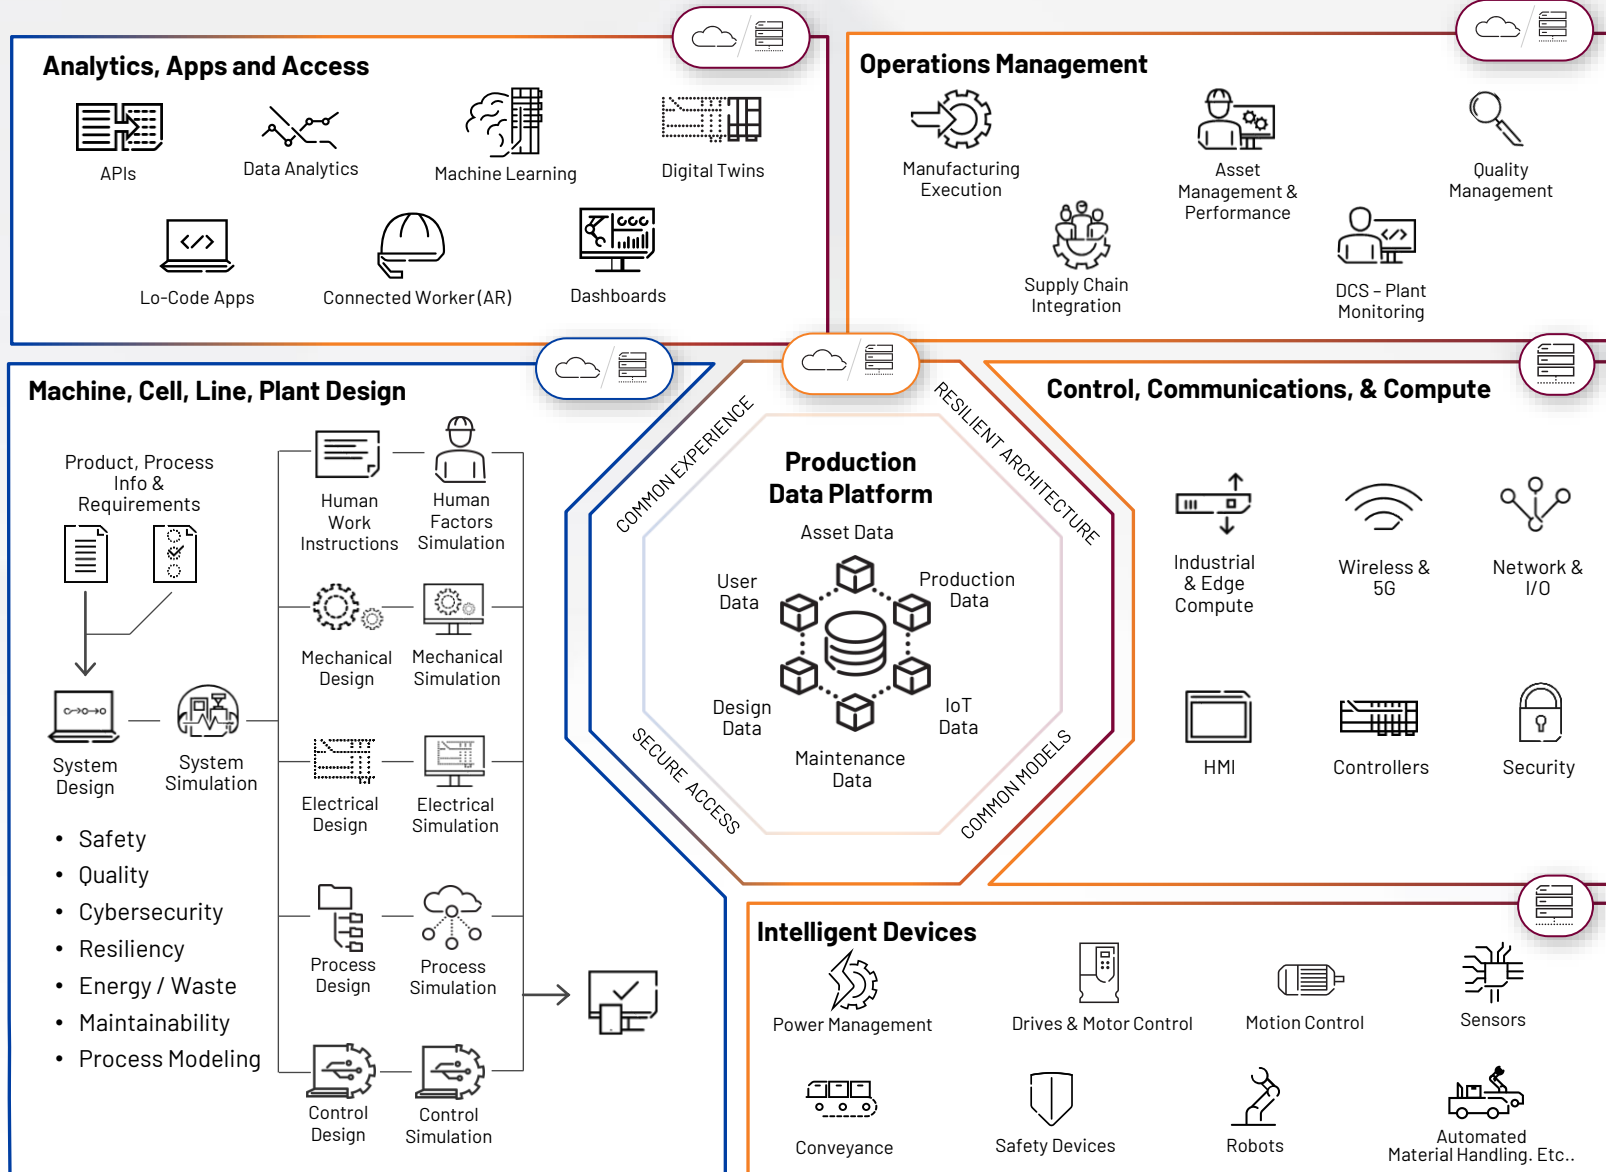 Analytics, Apps and Access
APIs
Data Analytics
Machine Learning
Digital Twins
Lo-Code Apps
Connected Worker (AR)
Dashboards
Operations Management
Manufacturing
Execution
Asset
Management &
Performance
Quality
Management
Supply Chain
Integration
DCS – Plant
Monitoring
Machine, Cell, Line, Plant Design
Product, Process
Info &
Requirements
Human
Work
Instructions
Human
Factors
Simulation
Mechanical
Design
Mechanical
Simulation
System
Design
System
Simulation
Electrical
Design
Electrical
Simulation
• Safety
• Quality
• Cybersecurity
• Resiliency
• Energy / Waste
• Maintainability
• Process Modeling
Process
Design
Process
Simulation
Control
Design
Control
Simulation
COMMON EXPERIENCE
RESILIENT ARCHITECTURE
SECURE ACCESS
COMMON MODELS
Production
Data Platform
Asset Data
User
Data
Production
Data
Design
Data
IoT
Data
Maintenance
Data
Control, Communications, & Compute
Industrial
& Edge
Compute
Wireless &
5G
Network &
I/O
HMI
Controllers
Security
Intelligent Devices
Power Management
Drives & Motor Control
Motion Control
Sensors
Conveyance
Safety Devices
Robots
Automated
Material Handling. Etc..